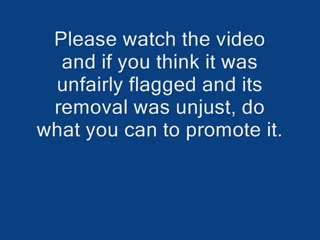 Please watch the video
and if you think it was
unfairly flagged and its
removal was unjust, do
what you can to promote it.